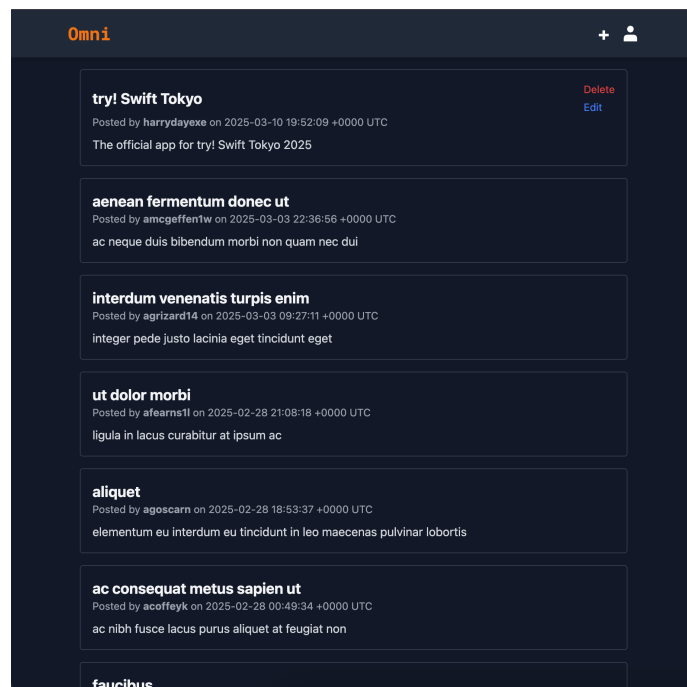 Omni
try! Swift Tokyo
Delete
Posted by harrydayexe on 2025-03-10 19:52:09 +0000 UTC
Edit
The official app for try! Swift Tokyo 2025
aenean fermentum donec ut
Posted by amcgeffen1w on 2025-03-03 22:36:56 +0000 UTC
ac neque duis bibendum morbi non quam nec dui
interdum venenatis turpis enim
Posted by agrizard14 on 2025-03-03 09:27:11 +0000 UTC
integer pede justo lacinia eget tincidunt eget
ut dolor morbi
Posted by afearns1l on 2025-02-28 21:08:18 +0000 UTC
ligula in lacus curabitur at ipsum ac
aliquet
Posted by agoscarn on 2025-02-28 18:53:37 +0000 UTC
elementum eu interdum eu tincidunt in leo maecenas pulvinar lobortis
ac consequat metus sapien ut
Posted by acoffeyk on 2025-02-28 00:49:34 +0000 UTC
ac nibh fusce lacus purus aliquet at feugiat non
faucibus